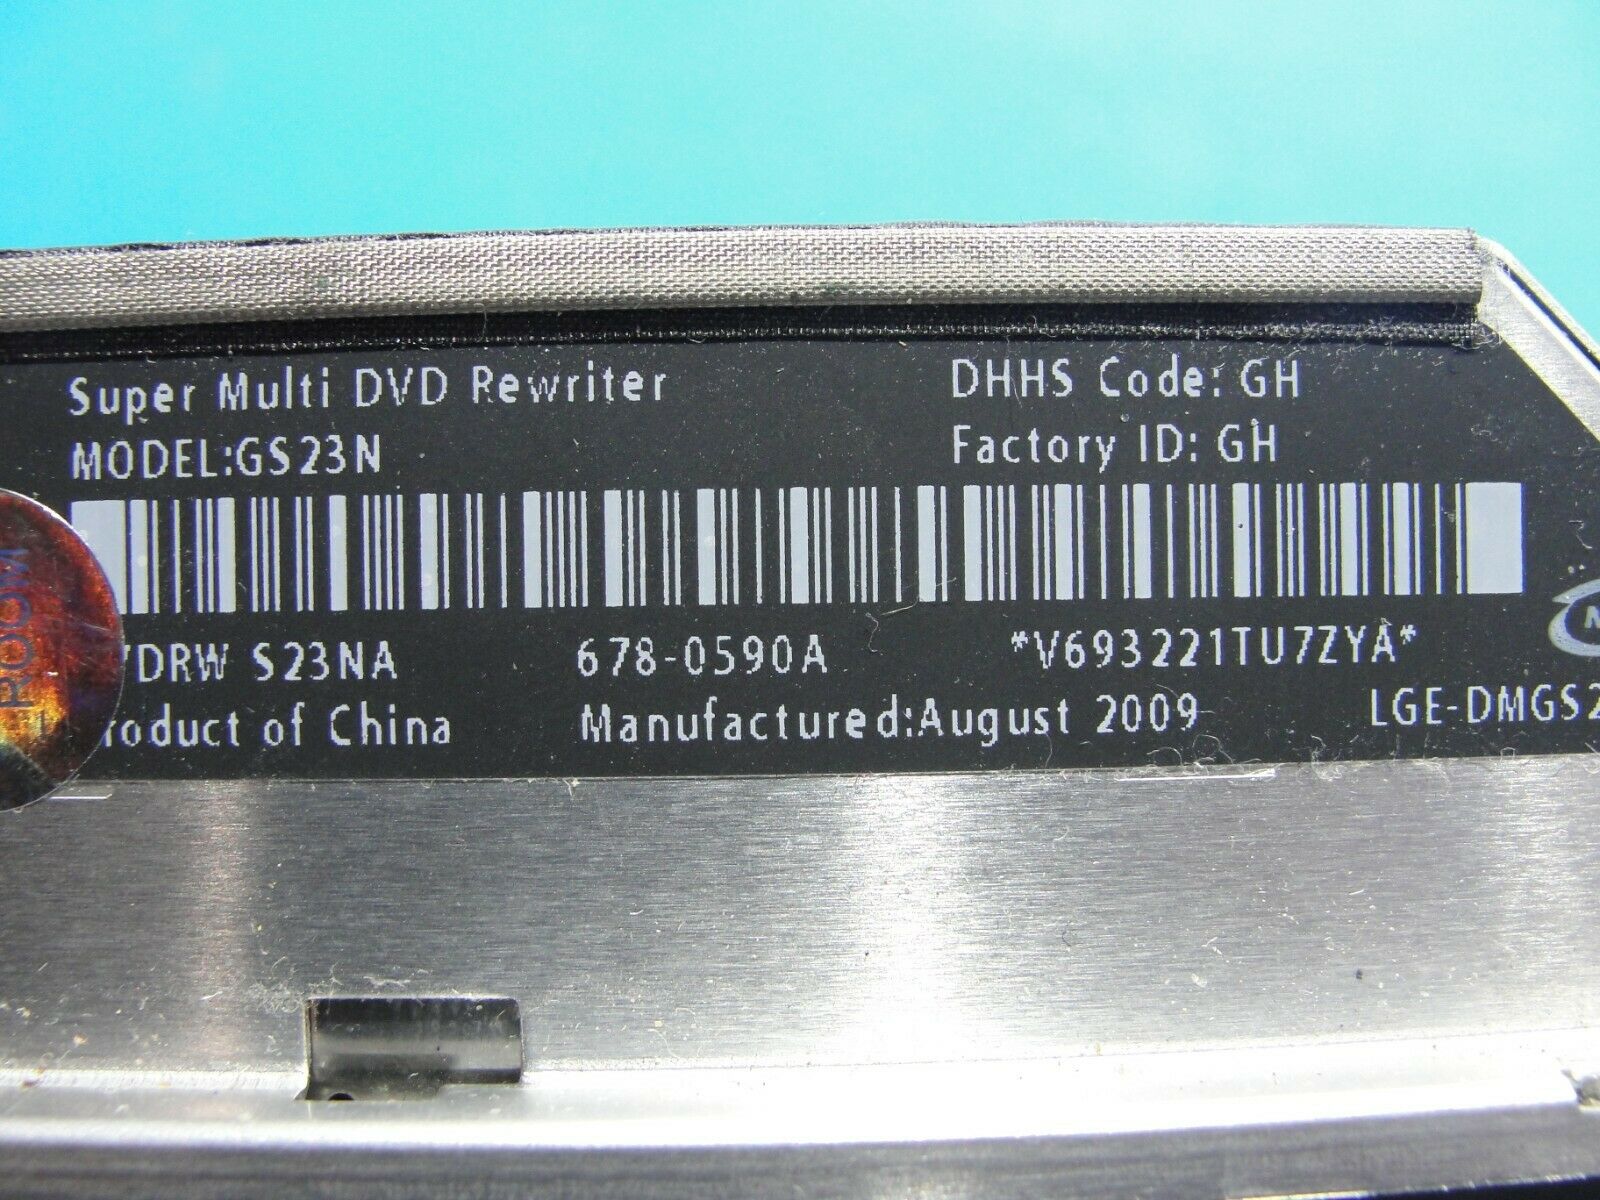 Super Multi DVD Rewriter DHHS Code: GH
MODEL:GS23N Factory ID: GH
ROOM
DRW S23NA 678-0590A *V693221TU7ZYA*
roduct of China Manufactured:August 2009 LGE-DMGS2